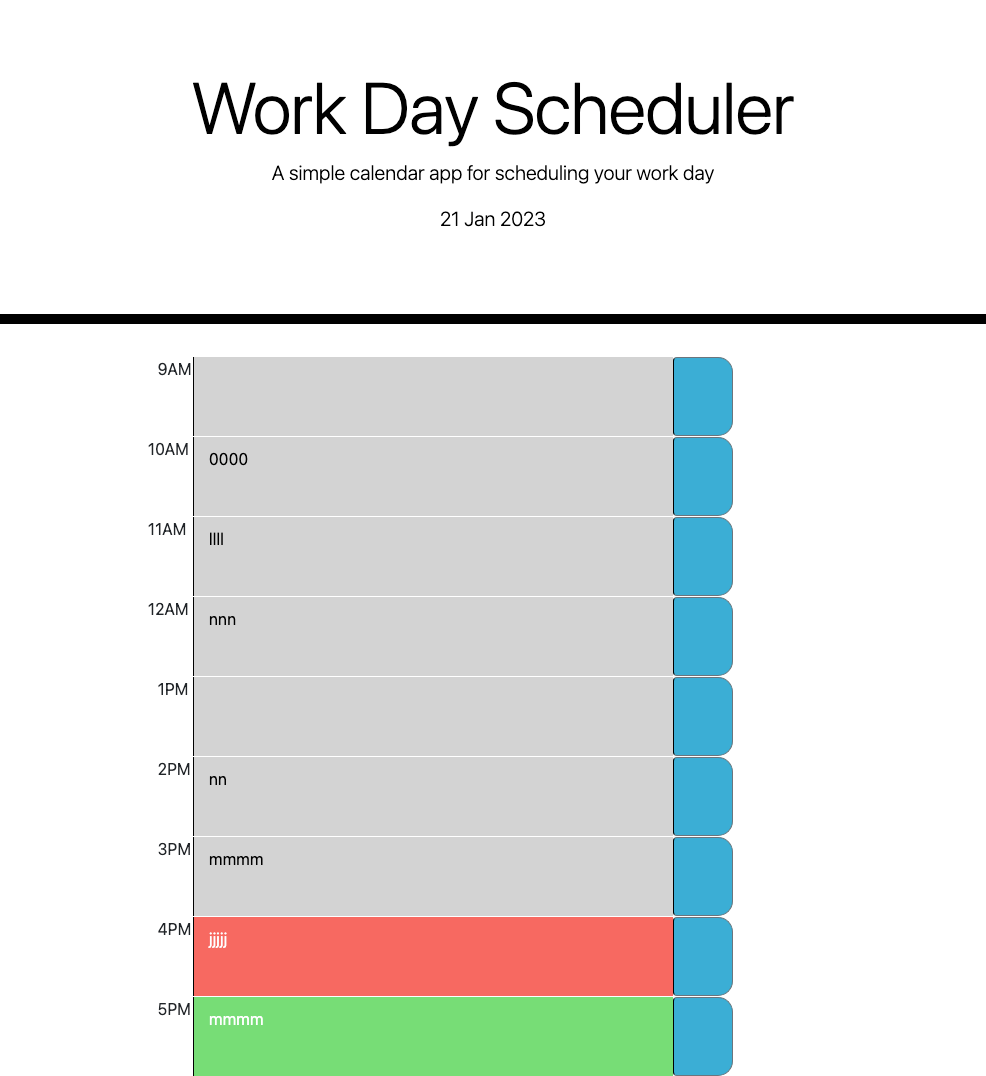 Work Day Scheduler
A simple calendar app for scheduling your work day
21 Jan 2023
9AM
10AM 0000
11AM llll
12AM nnn
1PM
2PM nn
3PM mmmm
4PM jjjjj
5PM mmmm